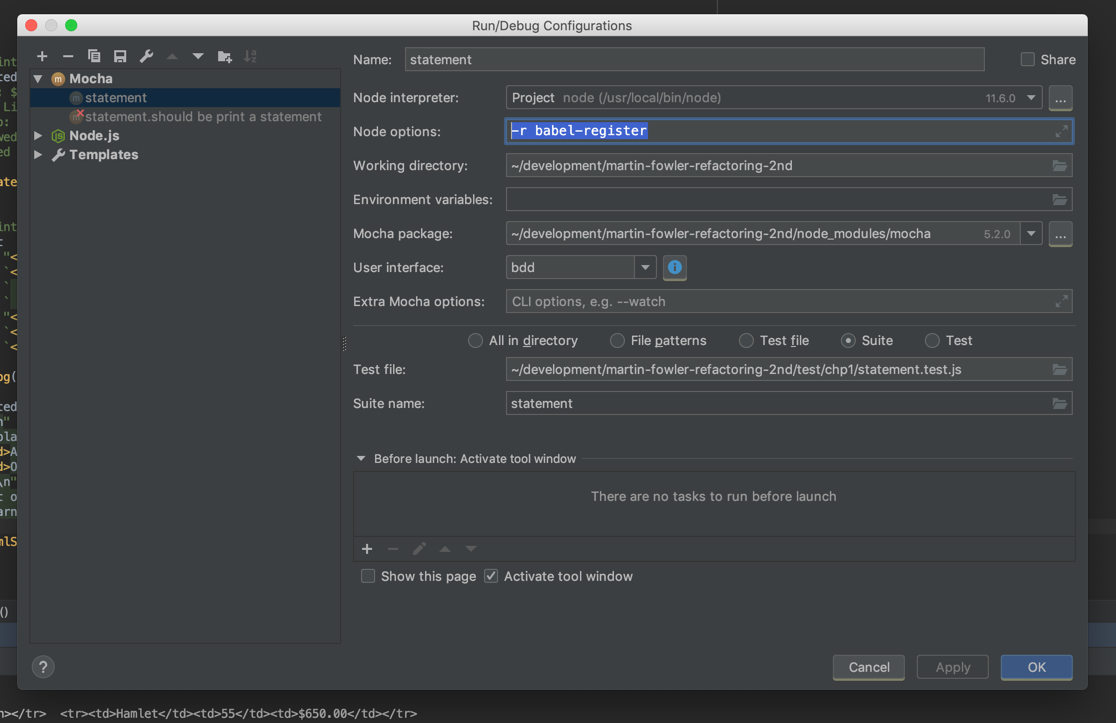 Run/Debug Configurations
Mocha
statement
statement.should be print a statement
Node.js
Templates
Name: statement Share
Node interpreter: Project node (/usr/local/bin/node) 11.6.0 ...
Node options: -r babel-register
Working directory: ~/development/martin-fowler-refactoring-2nd
Environment variables:
Mocha package: ~/development/martin-fowler-refactoring-2nd/node_modules/mocha 5.2.0 ...
User interface: bdd
Extra Mocha options: CLI options, e.g. --watch
All in directory File patterns Test file Suite Test
Test file: ~/development/martin-fowler-refactoring-2nd/test/chp1/statement.test.js
Suite name: statement
Before launch: Activate tool window
There are no tasks to run before launch
Show this page Activate tool window
? Cancel Apply OK
></tr> <tr><td>Hamlet</td><td>55</td><td>$650.00</td></tr>